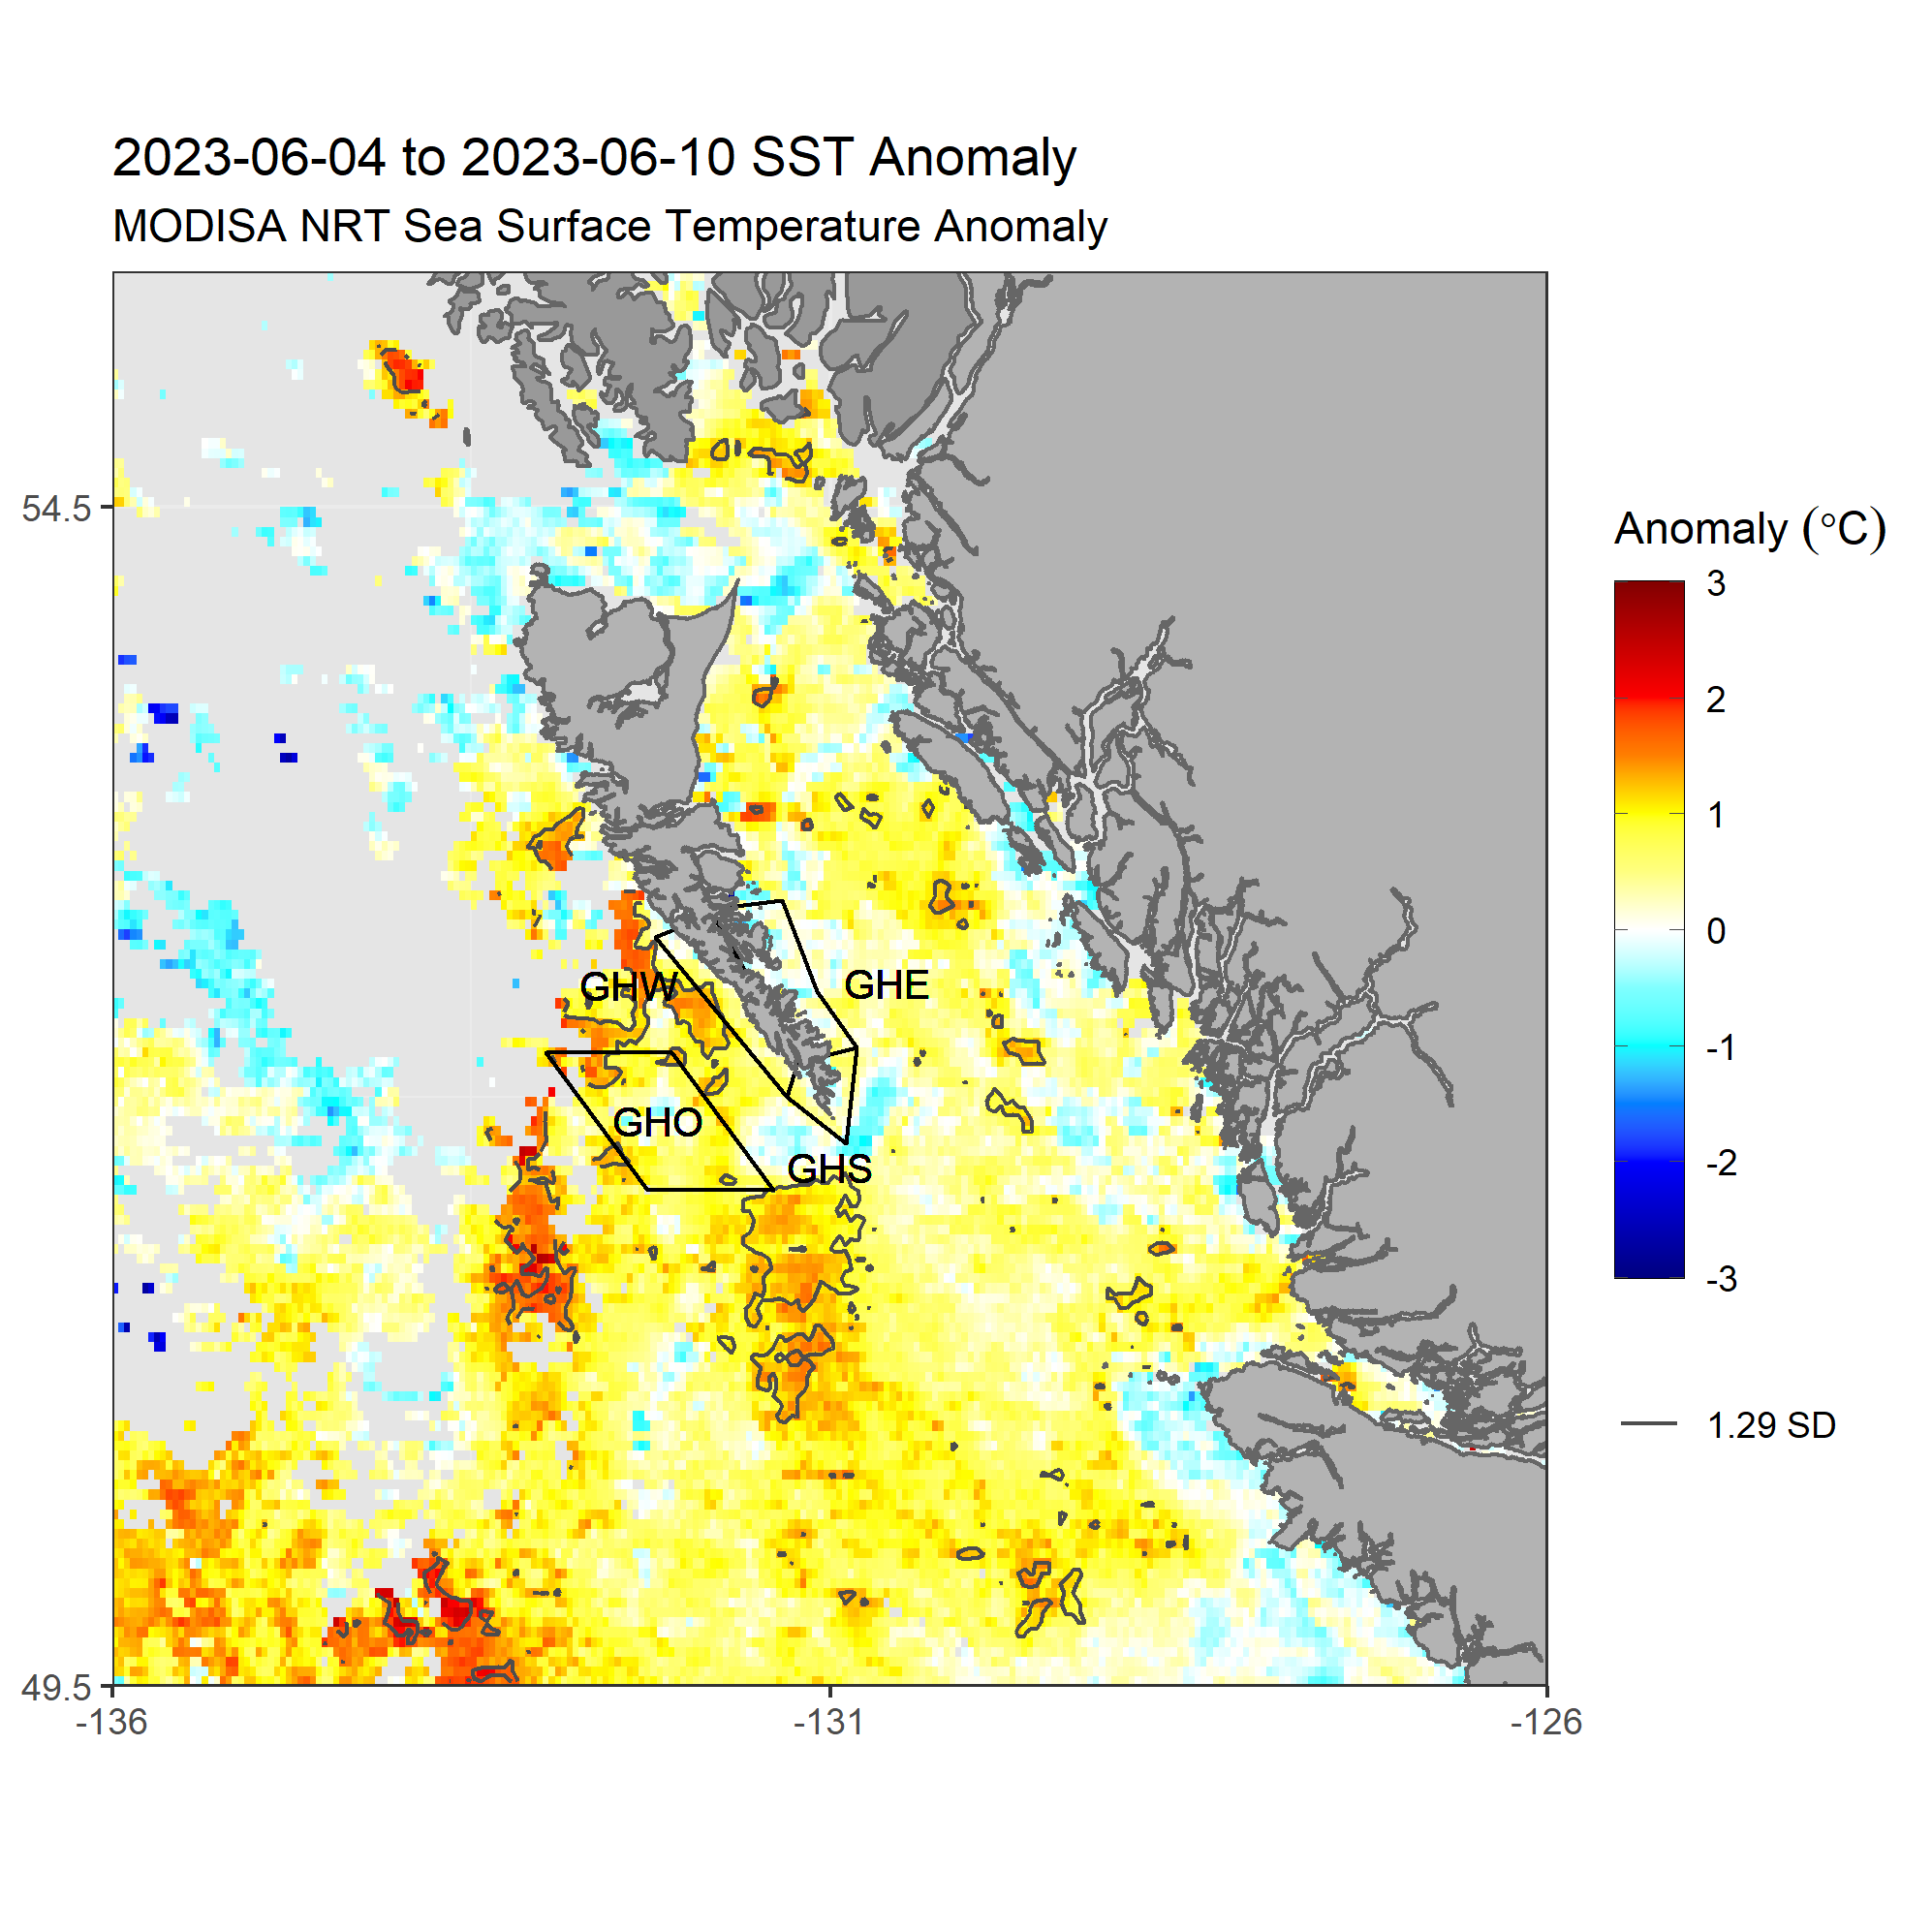 2023-06-04 to 2023-06-10 SST Anomaly
MODISA NRT Sea Surface Temperature Anomaly
54.5
49.5
-136
-131
-126
GHW
GHE
GHO
GHS
Anomaly (°C)
3
2
1
0
-1
-2
-3
1.29 SD